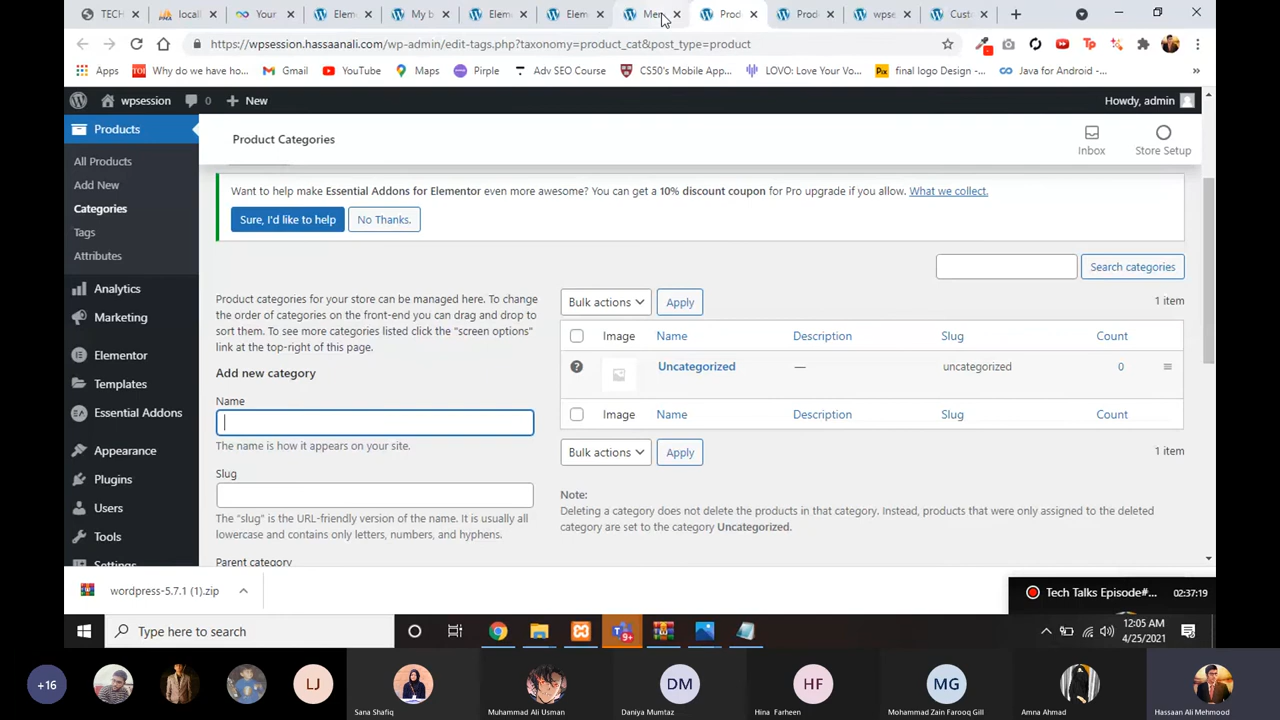 TECH
locall
Your
Elem
My b
Elem
Elem
Men
Prod
Prod
wpse
Cust
https://wpsession.hassaanali.com/wp-admin/edit-tags.php?taxonomy=product_cat&post_type=product
Apps
Why do we have ho...
Gmail
YouTube
Maps
Pirple
Adv SEO Course
CS50's Mobile App...
LOVO: Love Your Vo...
final logo Design -...
Java for Android -...
wpsession
0
New
Howdy, admin
Products
All Products
Add New
Categories
Tags
Attributes
Analytics
Marketing
Elementor
Templates
Essential Addons
Appearance
Plugins
Users
Tools
Settings
Product Categories
Inbox
Store Setup
Want to help make Essential Addons for Elementor even more awesome? You can get a 10% discount coupon for Pro upgrade if you allow. What we collect.
Sure, I'd like to help
No Thanks.
Search categories
Product categories for your store can be managed here. To change
the order of categories on the front-end you can drag and drop to
sort them. To see more categories listed click the "screen options"
link at the top-right of this page.
Add new category
Name
The name is how it appears on your site.
Slug
The "slug" is the URL-friendly version of the name. It is usually all
lowercase and contains only letters, numbers, and hyphens.
Parent category
Bulk actions
Apply
1 item
Image
Name
Description
Slug
Count
Uncategorized
—
uncategorized
0
Image
Name
Description
Slug
Count
Bulk actions
Apply
1 item
Note:
Deleting a category does not delete the products in that category. Instead, products that were only assigned to the deleted
category are set to the category Uncategorized.
wordpress-5.7.1 (1).zip
Tech Talks Episode#...
02:37:19
Type here to search
9+
12:05 AM
4/25/2021
+16
LJ
Sana Shafiq
Muhammad Ali Usman
DM
Daniya Mumtaz
HF
Hina Farheen
MG
Mohammad Zain Farooq Gill
Amna Ahmad
Hassaan Ali Mehmood